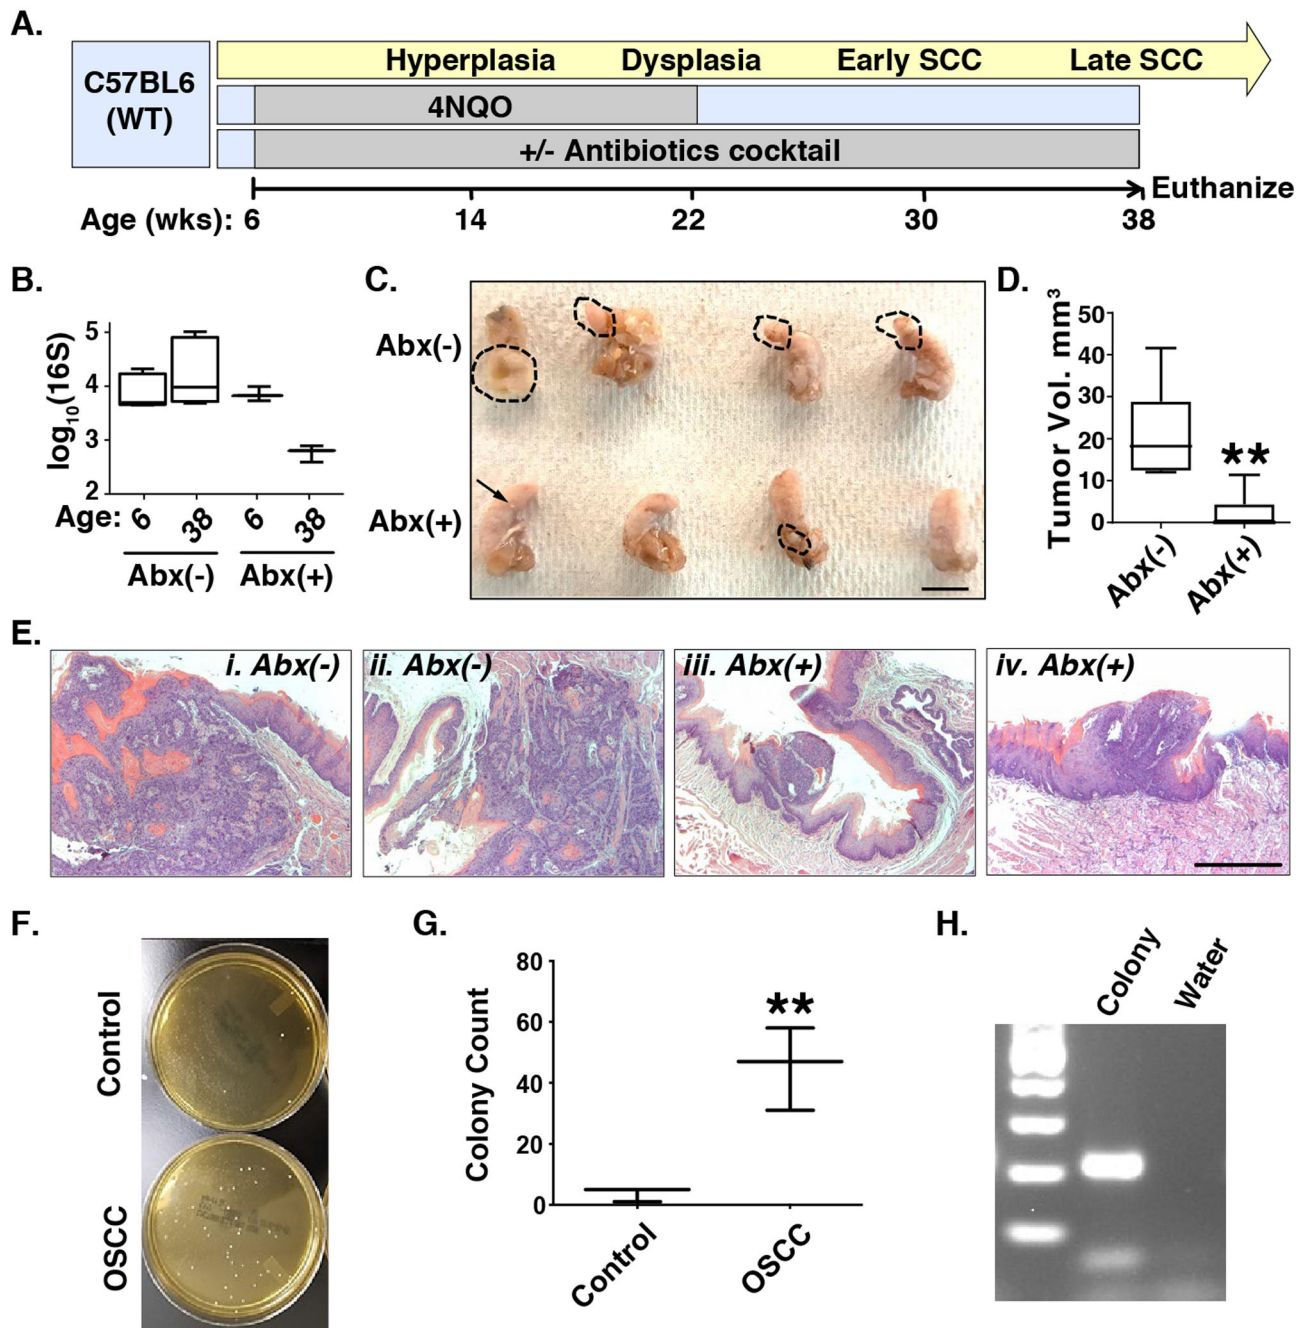 A.
C57BL6
(WT)
Hyperplasia Dysplasia Early SCC Late SCC
4NQO
+/- Antibiotics cocktail
Euthanize
Age (wks): 6 14 22 30 38
B.
log10(16S)
5
4
3
2
Age: 6 38 6 38
Abx(-) Abx(+)
C.
Abx(-)
Abx(+)
D.
Tumor Vol. mm³
50
40
30
20
10
0
**
Abx(-) Abx(+)
E.
i. Abx(-) ii. Abx(-) iii. Abx(+) iv. Abx(+)
F.
Control
OSCC
G.
Colony Count
80
60
40
20
0
**
Control OSCC
H.
Colony Water